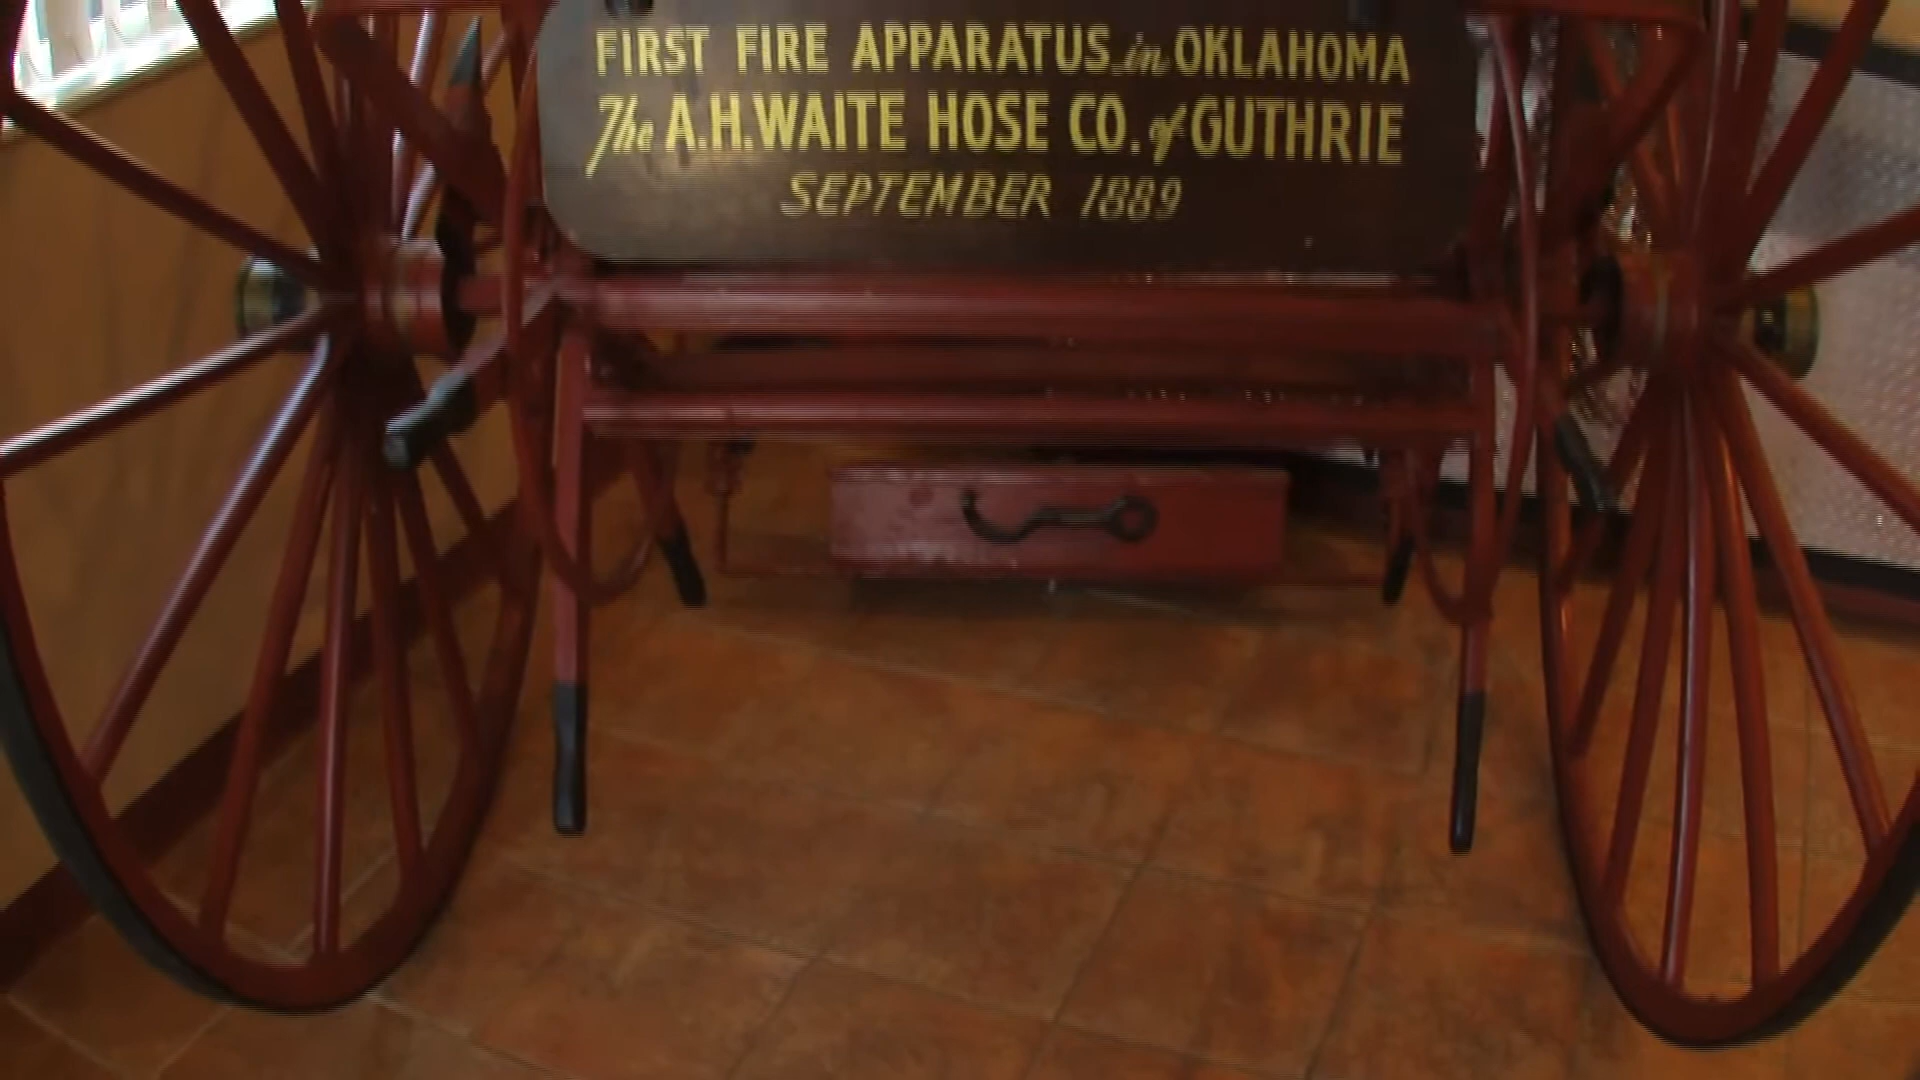 FIRST FIRE APPARATUS in OKLAHOMA
The A.H. WAITE HOSE CO. of GUTHRIE
SEPTEMBER 1889